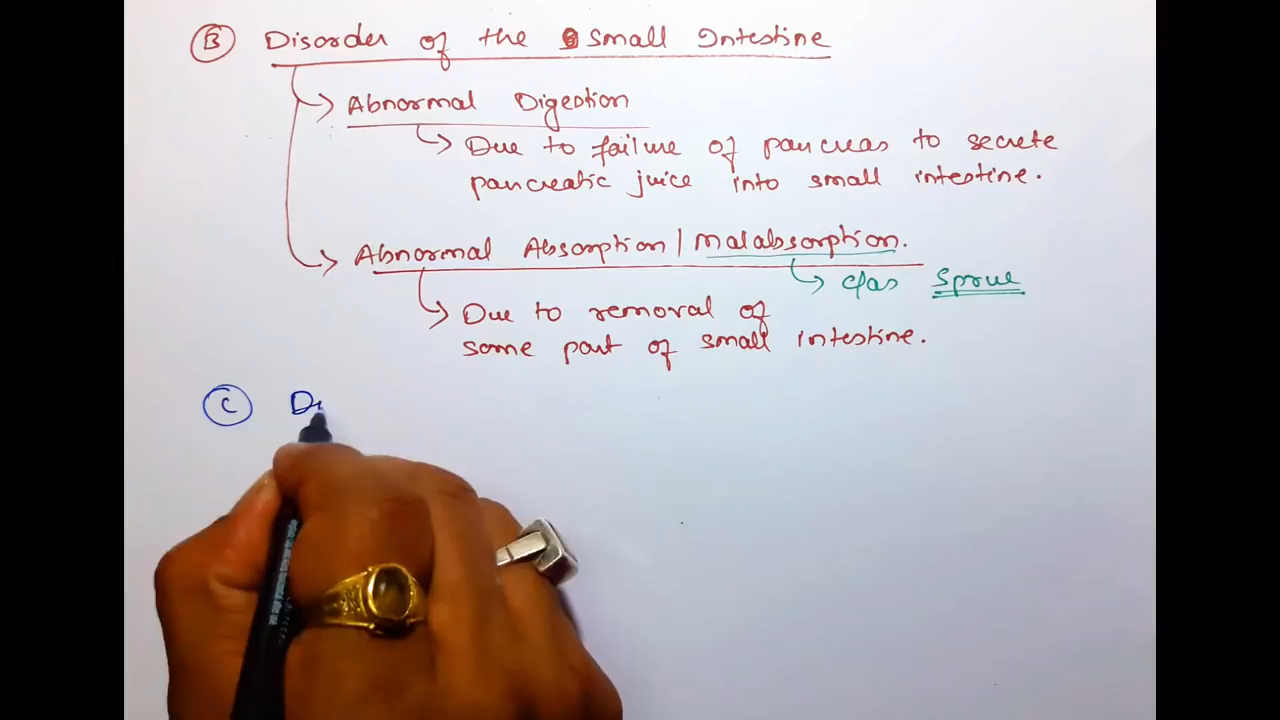 B Disorder of the Small Intestine
Abnormal Digestion
Due to failure of pancreas to secrete
pancreatic juice into small intestine.
Abnormal Absorption / Malabsorption.
Sprue
Due to removal of
some part of small intestine.
C